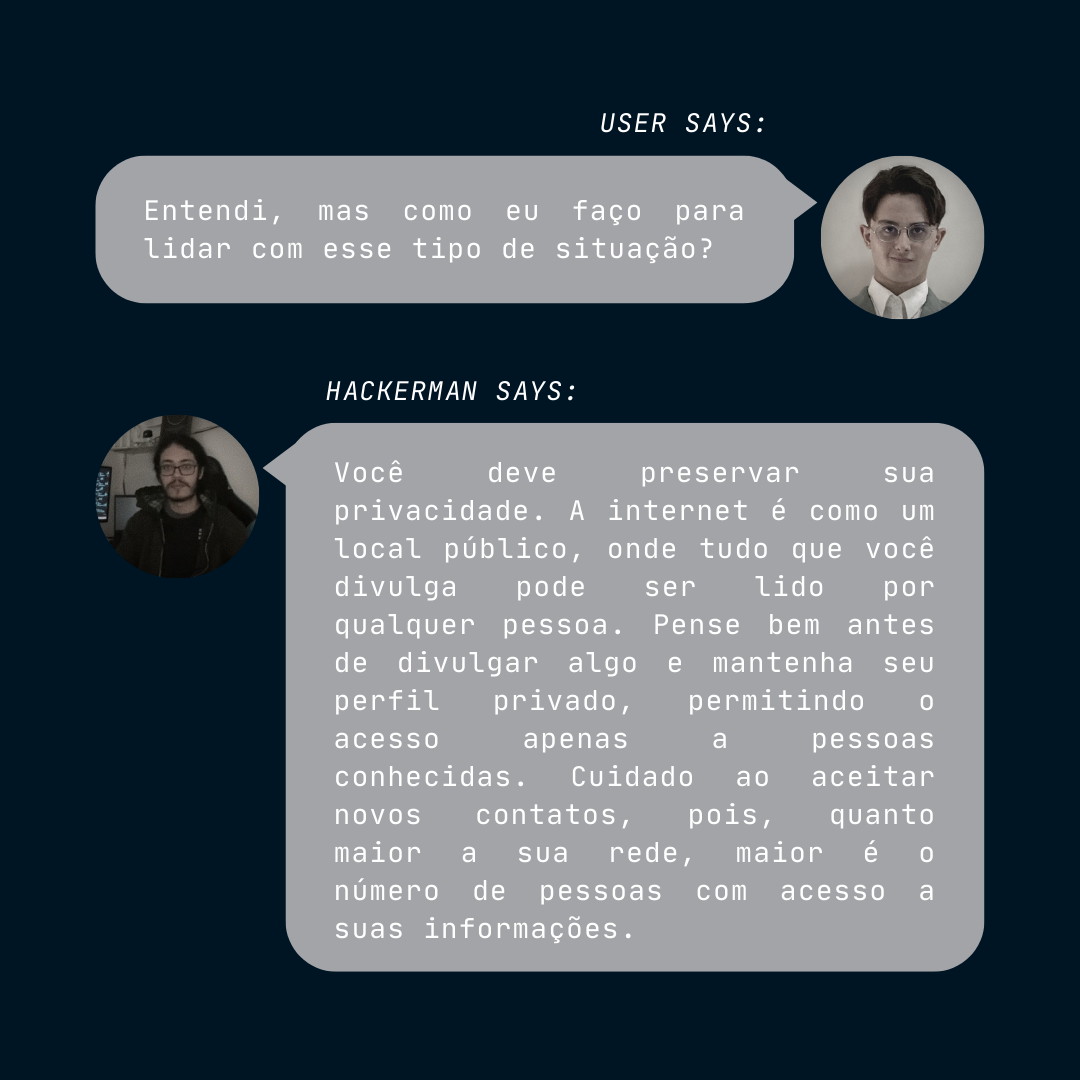 USER SAYS:
Entendi, mas como eu faço para
lidar com esse tipo de situação?
HACKERMAN SAYS:
Você deve preservar sua
privacidade. A internet é como um
local público, onde tudo que você
divulga pode ser lido por
qualquer pessoa. Pense bem antes
de divulgar algo e mantenha seu
perfil privado, permitindo o
acesso apenas a pessoas
conhecidas. Cuidado ao aceitar
novos contatos, pois, quanto
maior a sua rede, maior é o
número de pessoas com acesso a
suas informações.